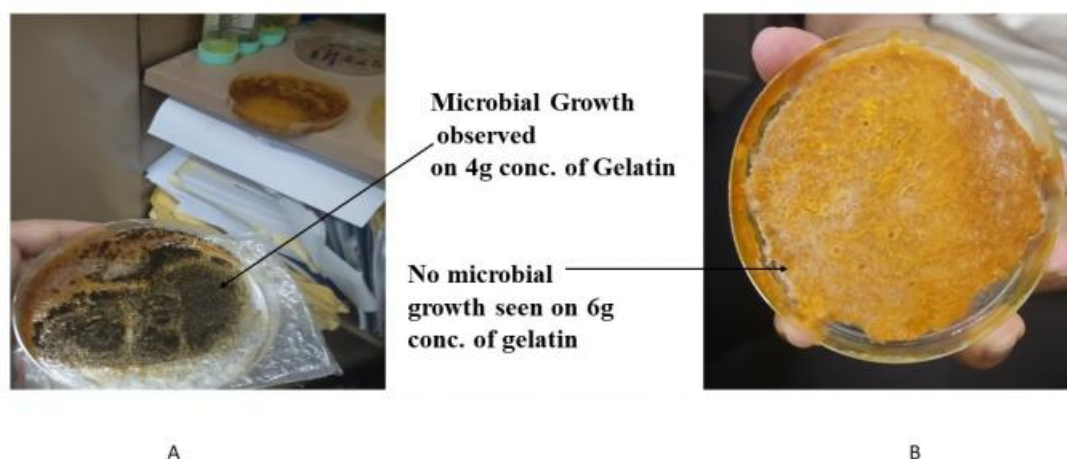 Microbial Growth
observed
on 4g conc. of Gelatin
No microbial
growth seen on 6g
conc. of gelatin
A
B